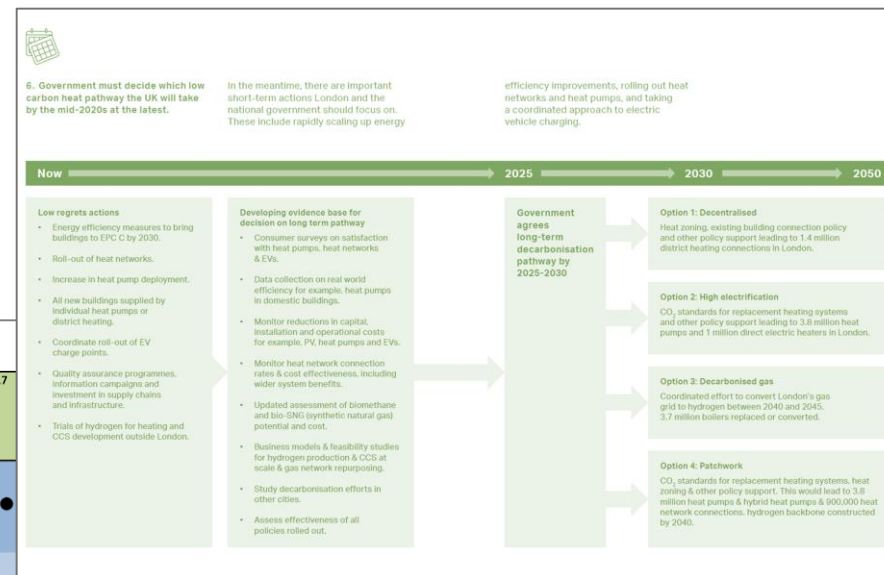 6. Government must decide which low
carbon heat pathway the UK will take
by the mid-2020s at the latest.
In the meantime, there are important
short-term actions London and the
national government should focus on.
These include rapidly scaling up energy
efficiency improvements, rolling out heat
networks and heat pumps, and taking
a coordinated approach to electric
vehicle charging.
Now
2025
2030
2050
Low regrets actions
• Energy efficiency measures to bring
buildings to EPC C by 2030.
• Roll-out of heat networks.
• Increase in heat pump deployment.
• All new buildings supplied by
individual heat pumps or
district heating.
• Coordinate roll-out of EV
charge points.
• Quality assurance programmes,
information campaigns and
investment in supply chains
and infrastructure.
• Trials of hydrogen for heating and
CCS development outside London.
Developing evidence base for
decision on long term pathway
• Consumer surveys on satisfaction
with heat pumps, heat networks
& EVs.
• Data collection on real world
efficiency for example, heat pumps
in domestic buildings.
• Monitor reductions in capital,
installation and operational costs
for example, PV, heat pumps and EVs.
• Monitor heat network connection
rates & cost effectiveness, including
wider system benefits.
• Updated assessment of biomethane
and bio-SNG (synthetic natural gas)
potential and cost.
• Business models & feasibility studies
for hydrogen production & CCS at
scale & gas network repurposing.
• Study decarbonisation efforts in
other cities.
• Assess effectiveness of all
policies rolled out.
Government
agrees
long-term
decarbonisation
pathway by
2025-2030
Option 1: Decentralised
Heat zoning, existing building connection policy
and other policy support leading to 1.4 million
district heating connections in London.
Option 2: High electrification
CO₂ standards for replacement heating systems
and other policy support leading to 3.8 million heat
pumps and 1 million direct electric heaters in London.
Option 3: Decarbonised gas
Coordinated effort to convert London's gas
grid to hydrogen between 2040 and 2045.
3.7 million boilers replaced or converted.
Option 4: Patchwork
CO₂ standards for replacement heating systems, heat
zoning & other policy support. This would lead to 3.8
million heat pumps & hybrid heat pumps & 900,000 heat
network connections, hydrogen backbone constructed
by 2040.